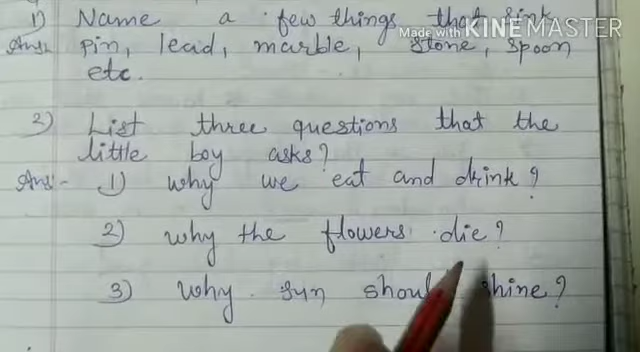 1) Name a few things that sink
Made with KINEMASTER
Ans:- pin, lead, marble, stone, spoon
etc.
2) List three questions that the
little boy asks?
Ans:- 1) why we eat and drink?
2) why the flowers die?
3) why sun should shine?